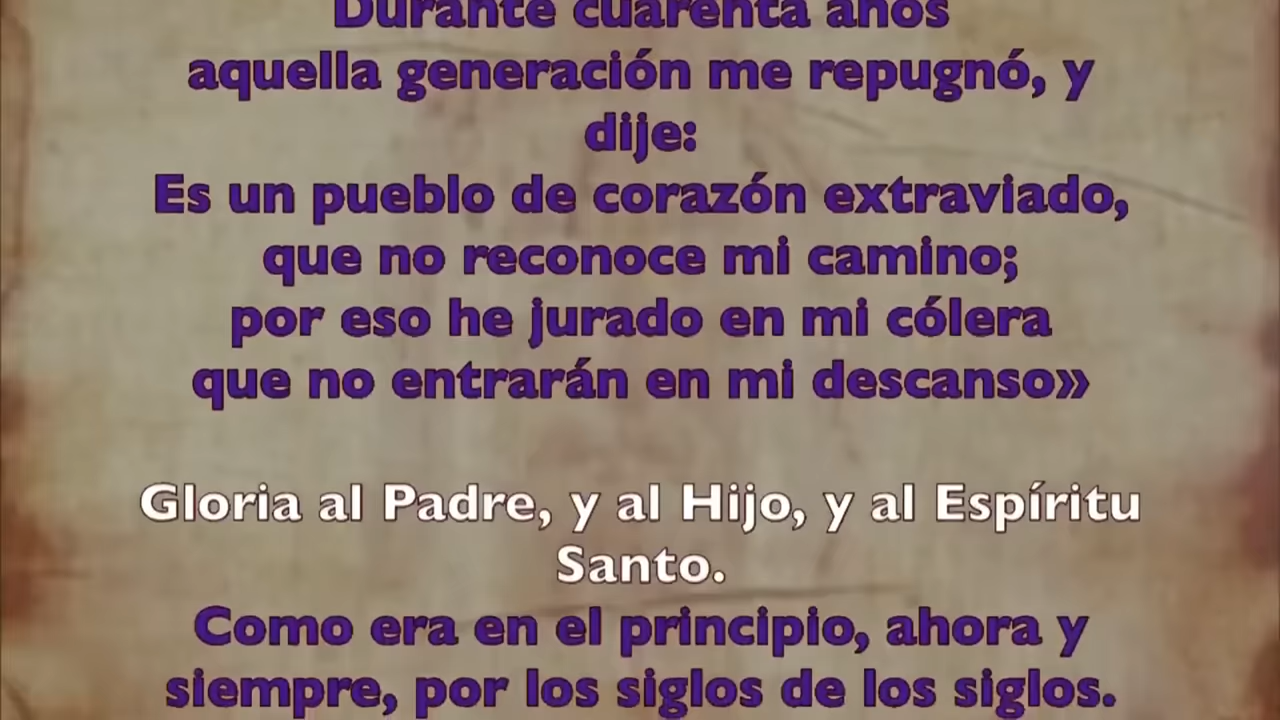 Durante cuarenta años
aquella generación me repugnó, y
dije:
Es un pueblo de corazón extraviado,
que no reconoce mi camino;
por eso he jurado en mi cólera
que no entrarán en mi descanso»
Gloria al Padre, y al Hijo, y al Espíritu
Santo.
Como era en el principio, ahora y
siempre, por los siglos de los siglos.